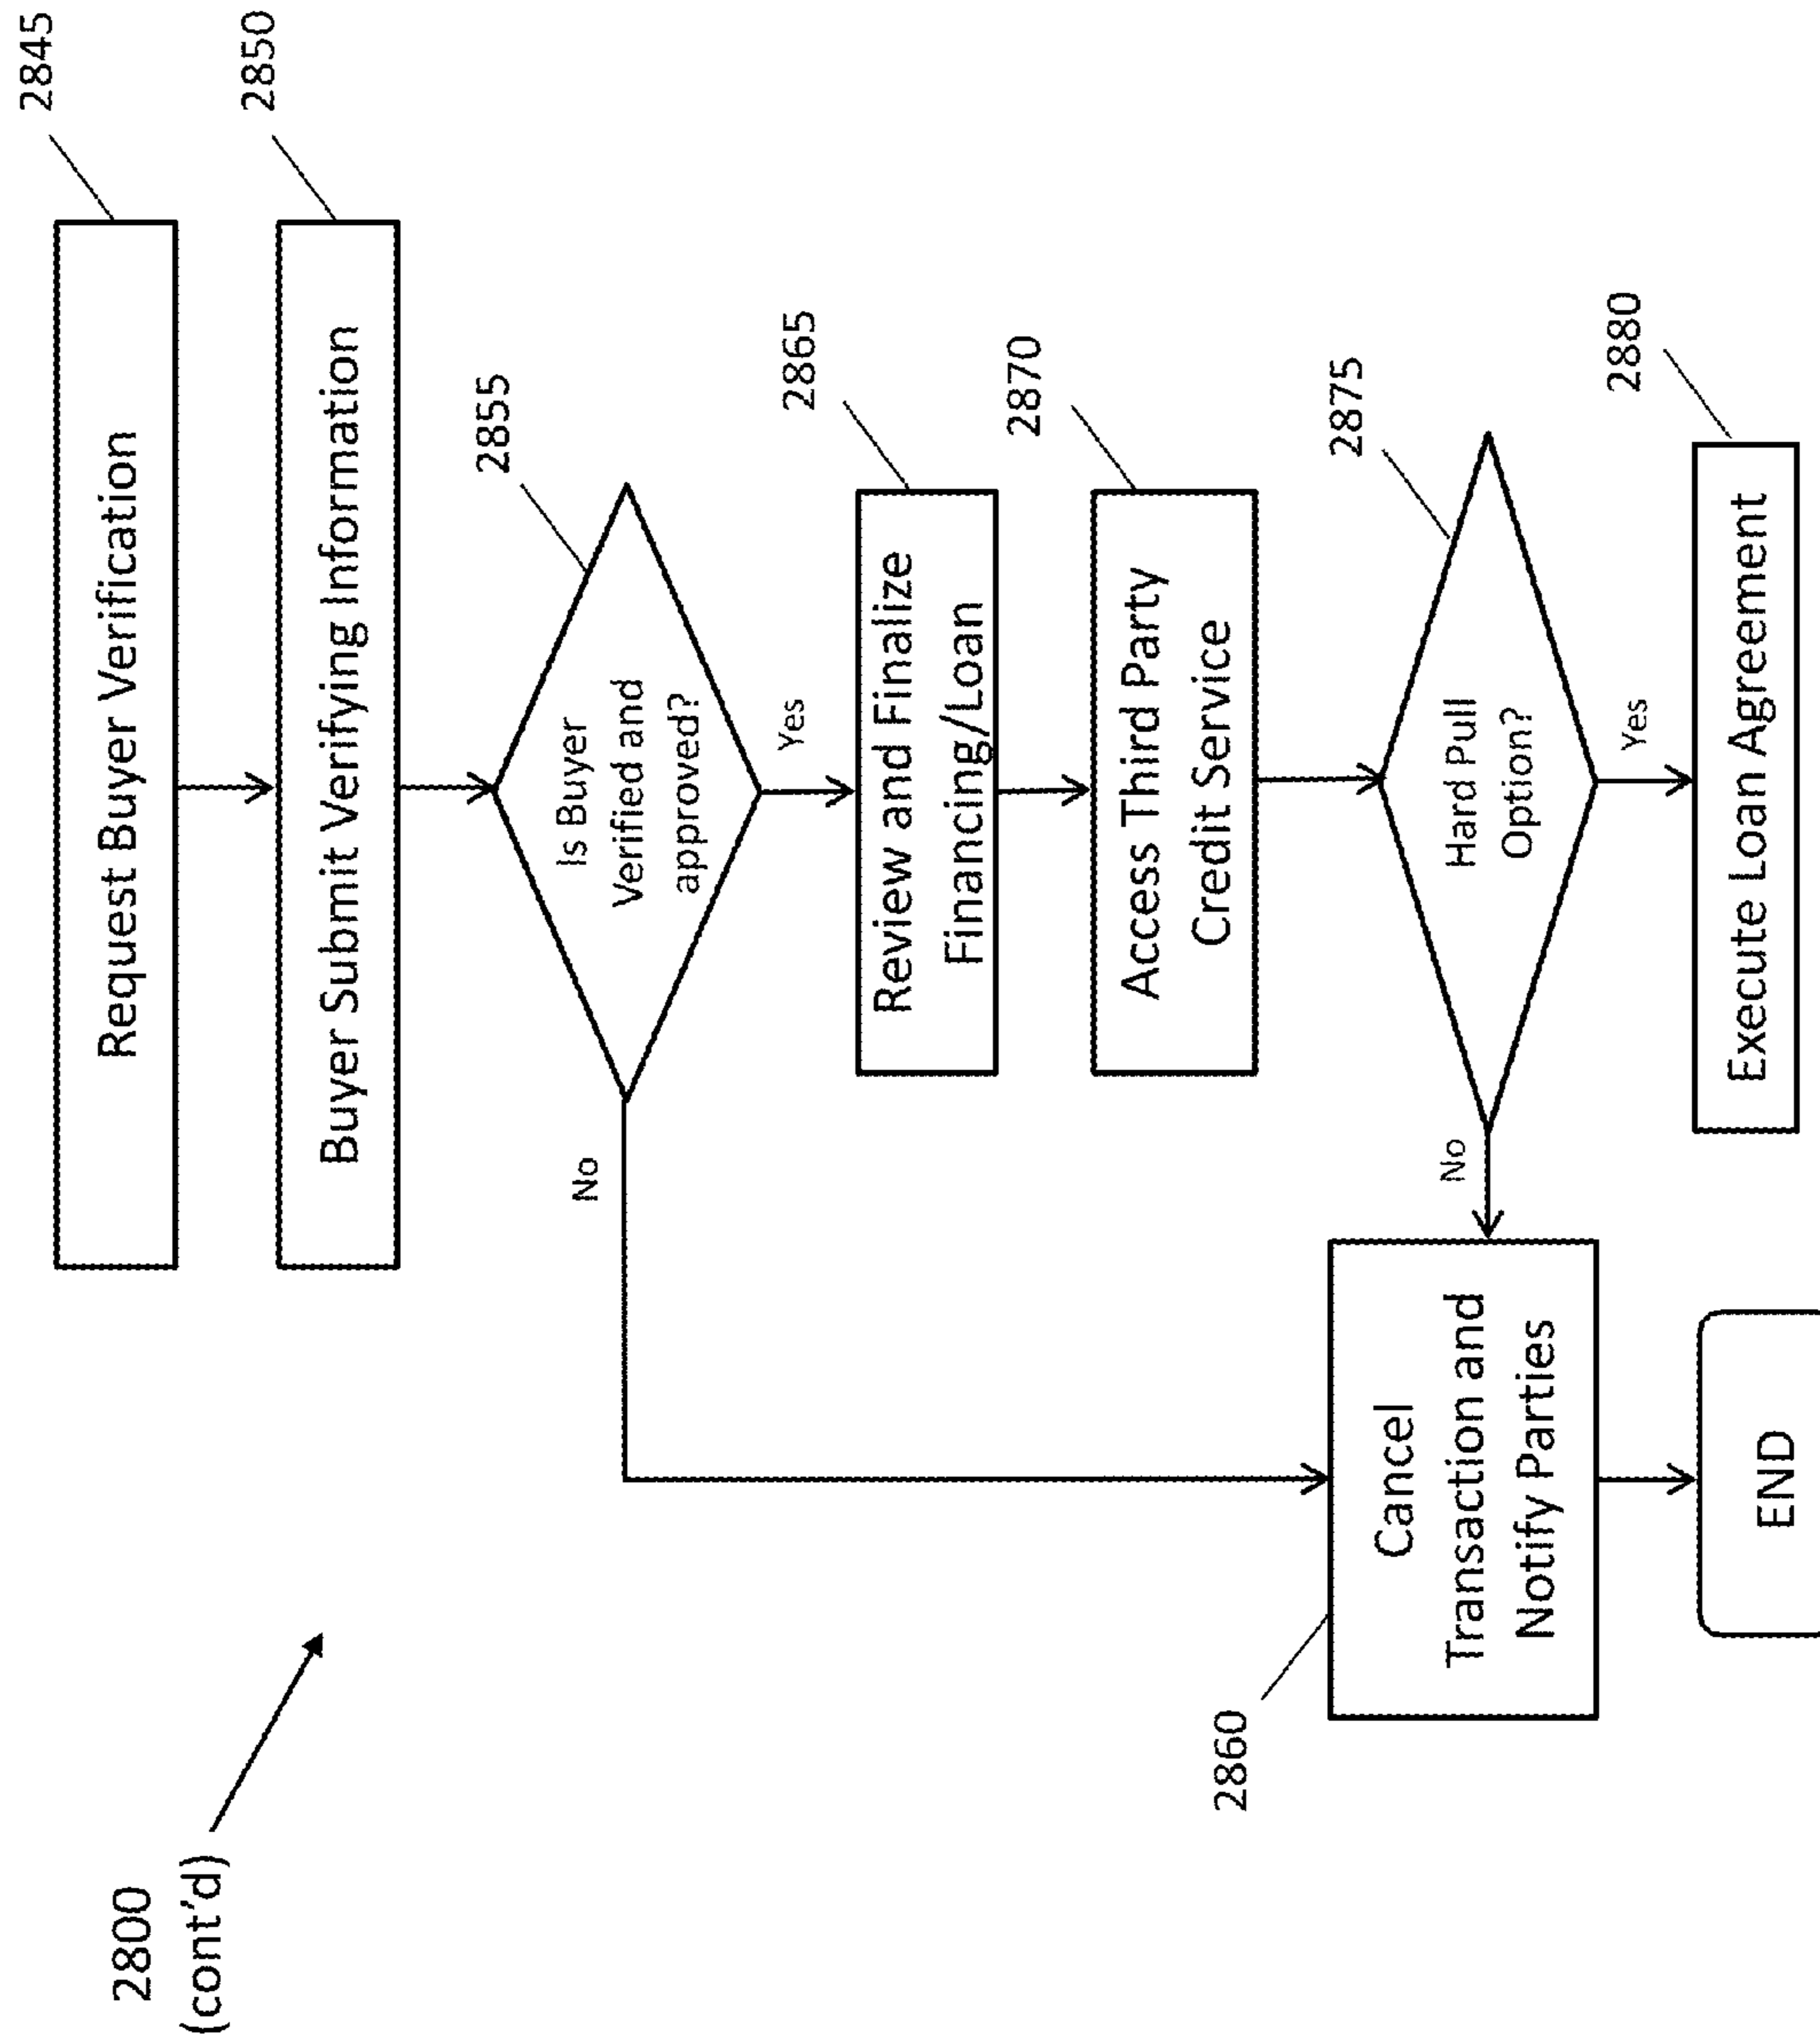 2800
(cont'd)
Request Buyer Verification
2845
Buyer Submit Verifying Information
2850
Is Buyer
Verified and
approved?
2855
No
Yes
Review and Finalize
Financing/Loan
2865
Access Third Party
Credit Service
2870
Hard Pull
Option?
2875
No
Yes
2860
Cancel
Transaction and
Notify Parties
Execute Loan Agreement
2880
END